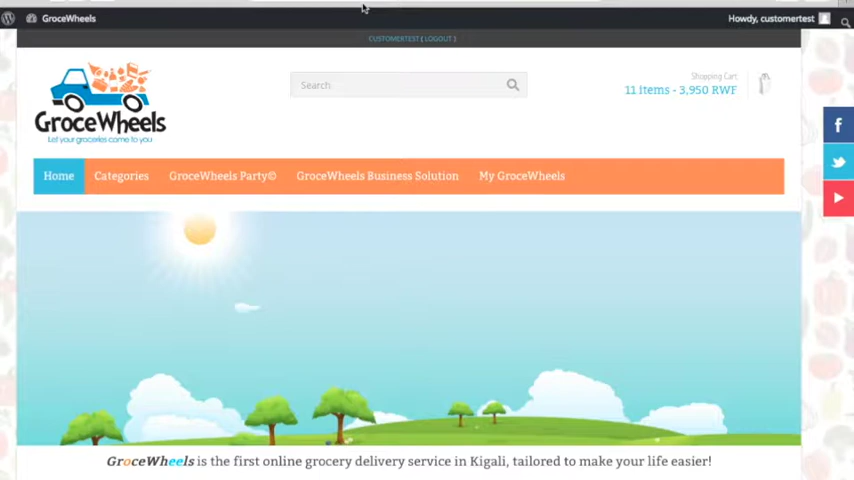 GroceWheels
Howdy, customertest
CUSTOMERTEST ( LOGOUT )
GroceWheels
Let your groceries come to you
Search
Shopping Cart
11 items - 3,950 RWF
Home
Categories
GroceWheels Party©
GroceWheels Business Solution
My GroceWheels
GroceWheels is the first online grocery delivery service in Kigali, tailored to make your life easier!